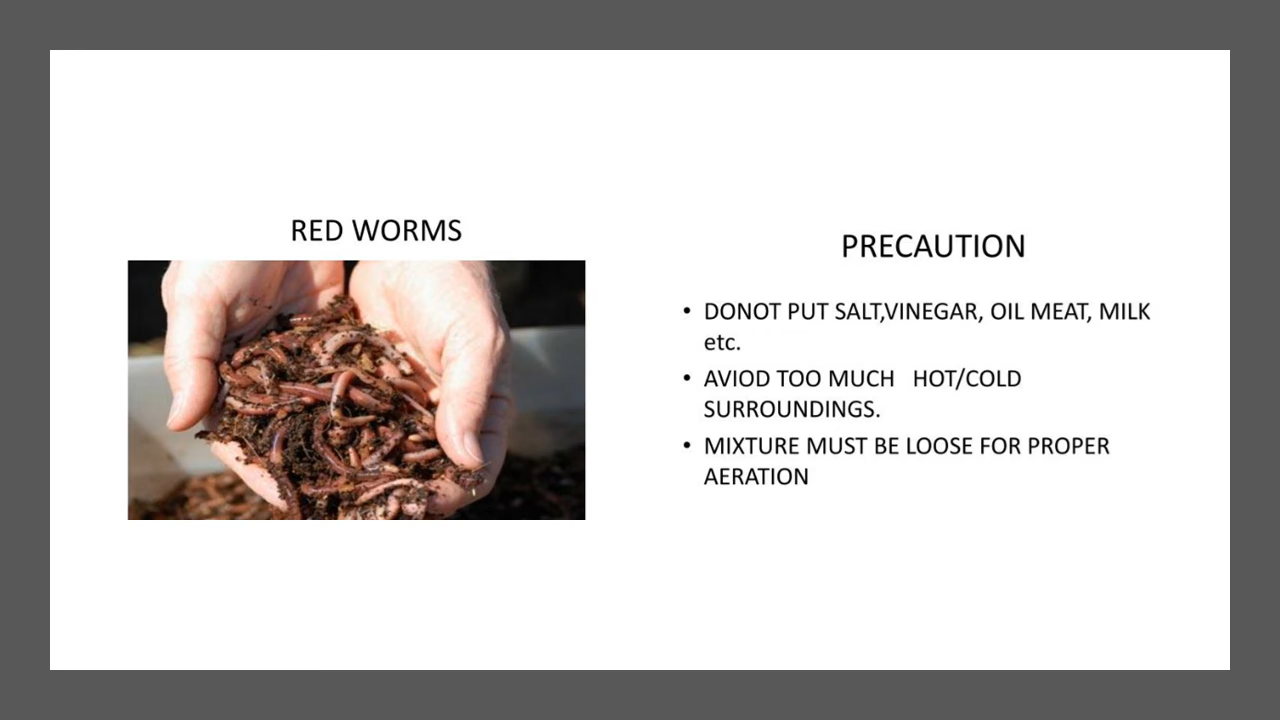 RED WORMS
PRECAUTION
• DONOT PUT SALT,VINEGAR, OIL MEAT, MILK
etc.
• AVIOD TOO MUCH   HOT/COLD
SURROUNDINGS.
• MIXTURE MUST BE LOOSE FOR PROPER
AERATION